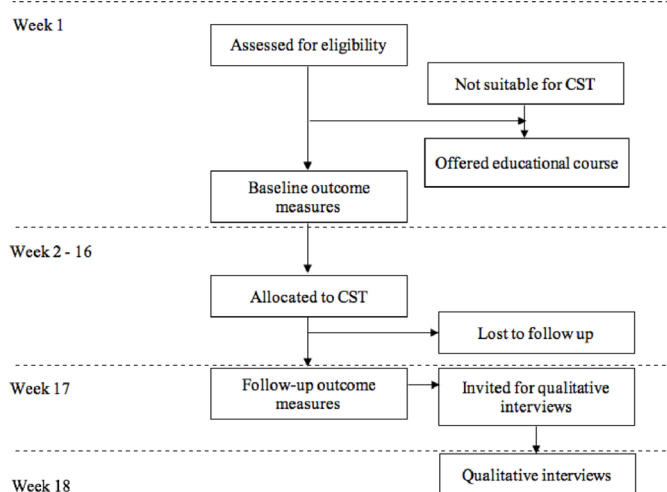 Week 1
Assessed for eligibility
Not suitable for CST
Offered educational course
Baseline outcome
measures
Week 2 - 16
Allocated to CST
Lost to follow up
Week 17
Follow-up outcome
measures
Invited for qualitative
interviews
Qualitative interviews
Week 18